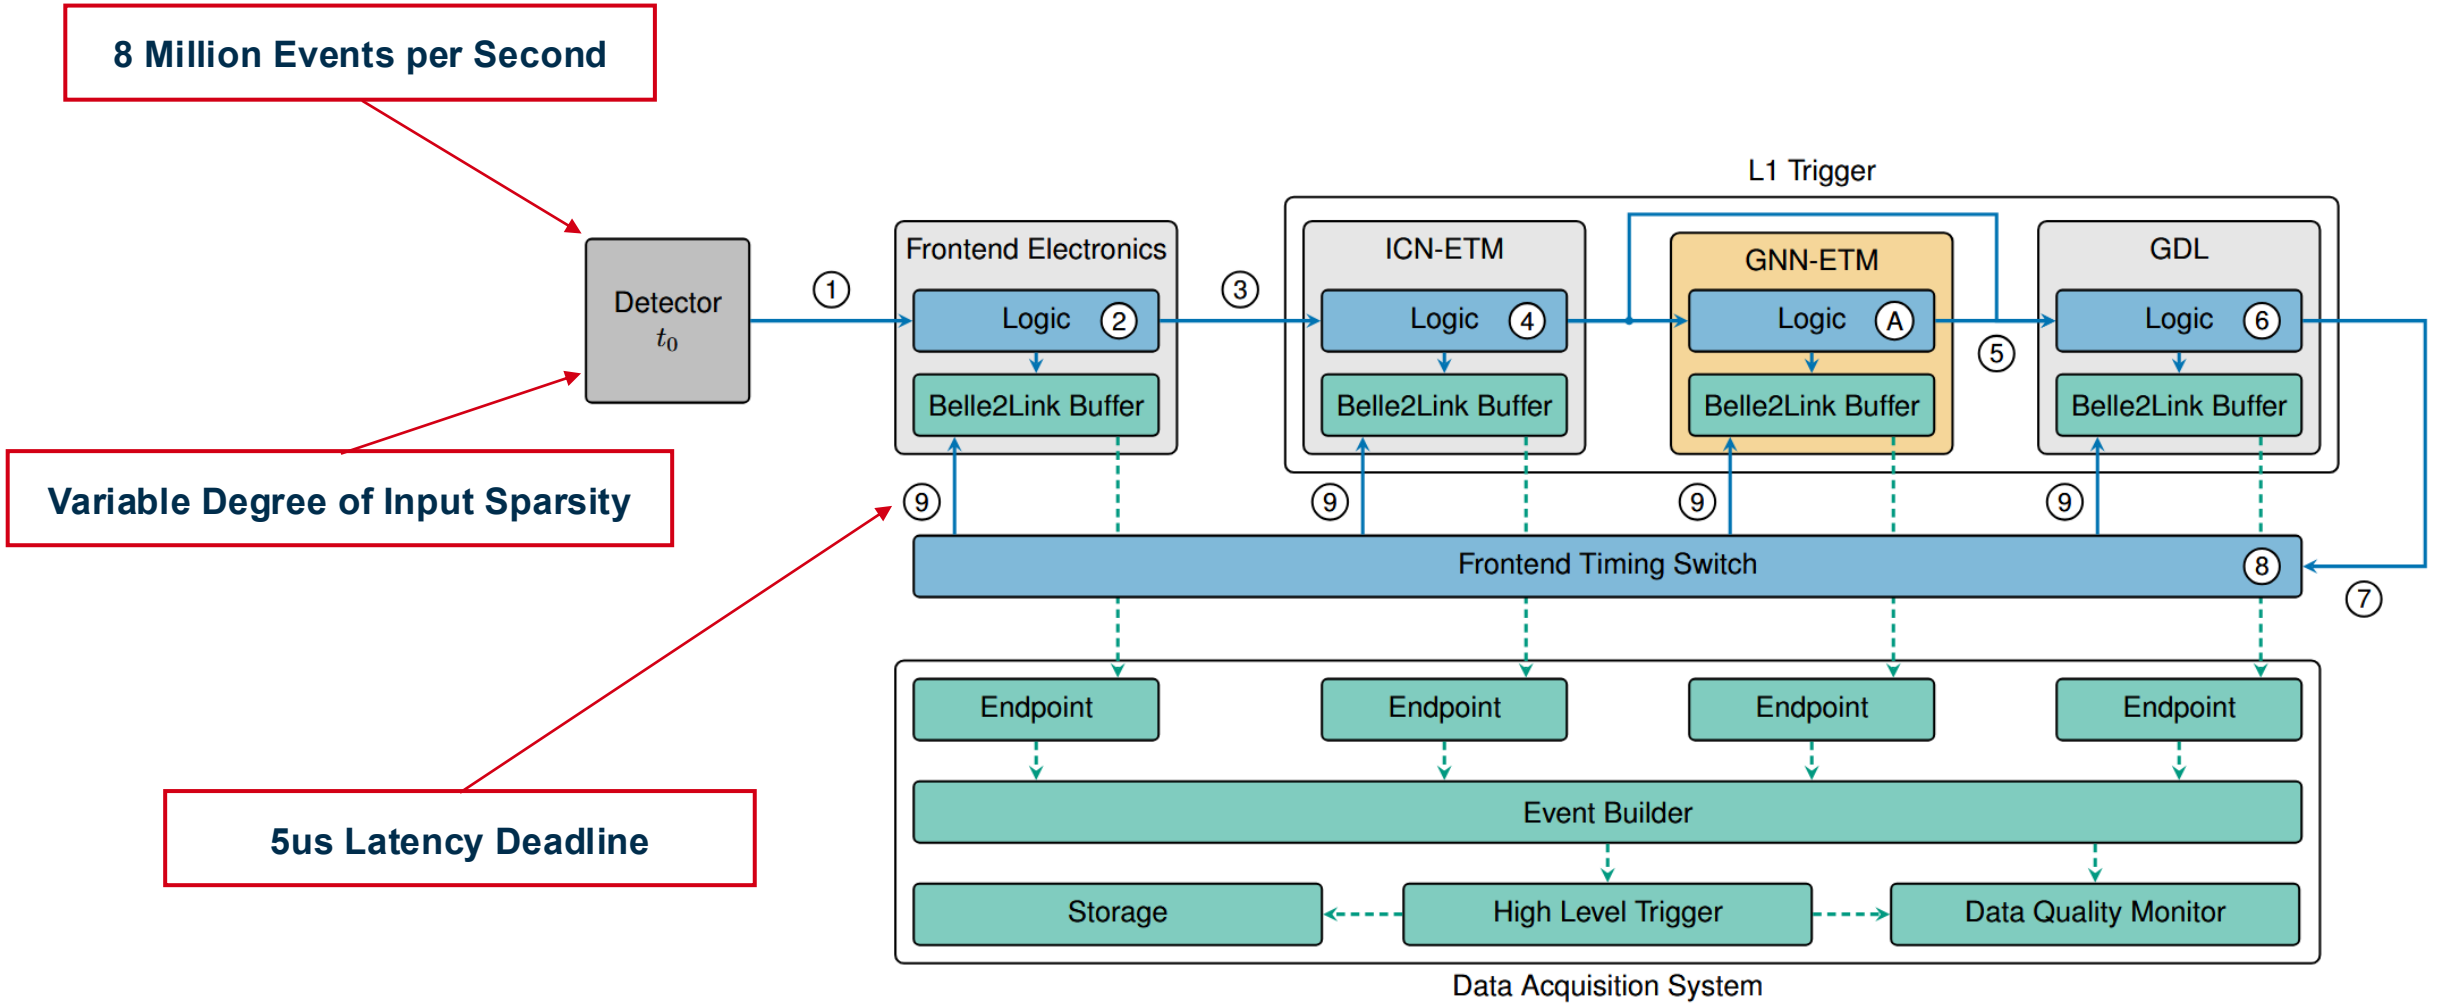 8 Million Events per Second
L1 Trigger
Frontend Electronics
ICN-ETM
GNN-ETM
GDL
Detector
t0
1
Logic 2
3
Logic 4
Logic A
5
Logic 6
Belle2Link Buffer
Belle2Link Buffer
Belle2Link Buffer
Belle2Link Buffer
Variable Degree of Input Sparsity
9
9
9
9
Frontend Timing Switch 8
7
Endpoint
Endpoint
Endpoint
Endpoint
5us Latency Deadline
Event Builder
Storage
High Level Trigger
Data Quality Monitor
Data Acquisition System